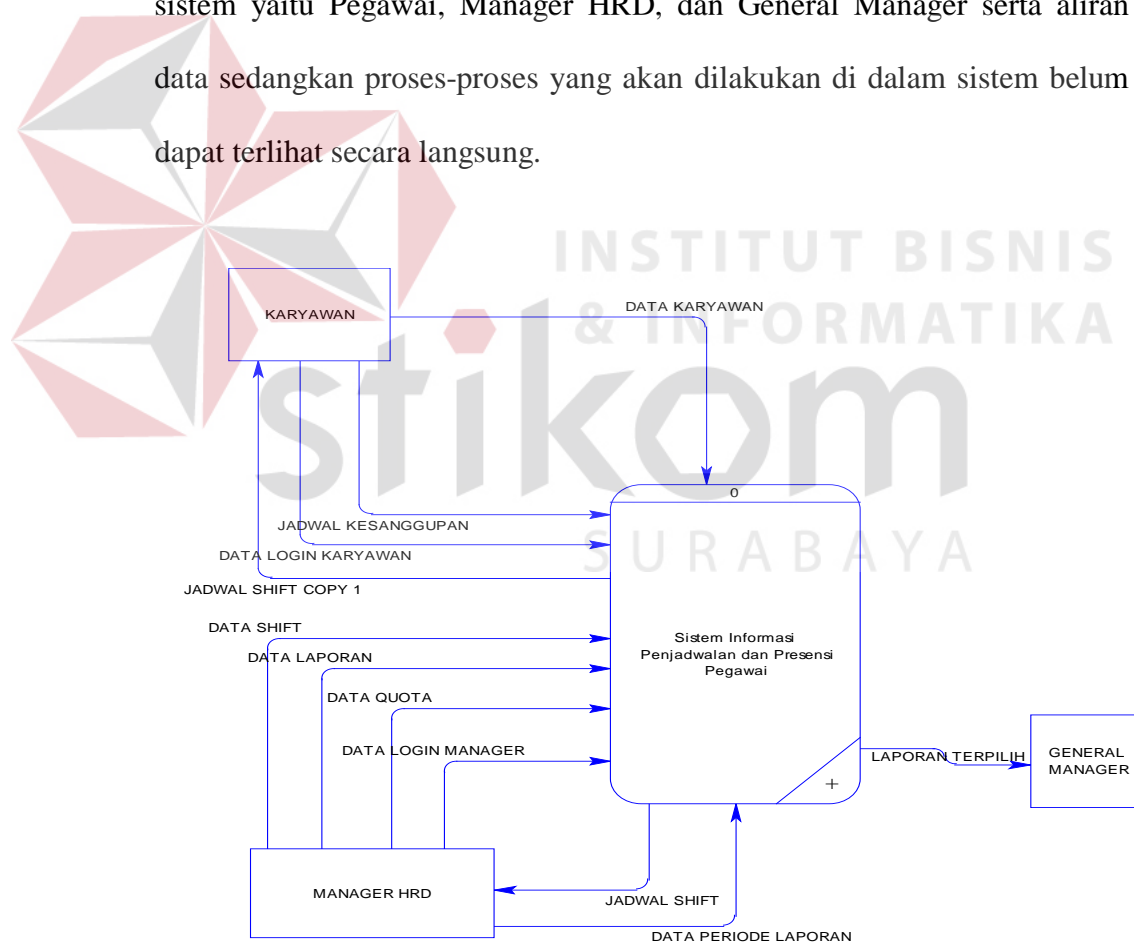 sistem yaitu Pegawai, Manager HRD, dan General Manager serta aliran
data sedangkan proses-proses yang akan dilakukan di dalam sistem belum
dapat terlihat secara langsung.
INSTITUT BISNIS
& INFORMATIKA
stikom
SURABAYA
KARYAWAN
DATA KARYAWAN
0
JADWAL KESANGGUPAN
DATA LOGIN KARYAWAN
JADWAL SHIFT COPY 1
DATA SHIFT
DATA LAPORAN
DATA QUOTA
DATA LOGIN MANAGER
Sistem Informasi
Penjadwalan dan Presensi
Pegawai
+
LAPORAN TERPILIH
GENERAL
MANAGER
MANAGER HRD
JADWAL SHIFT
DATA PERIODE LAPORAN